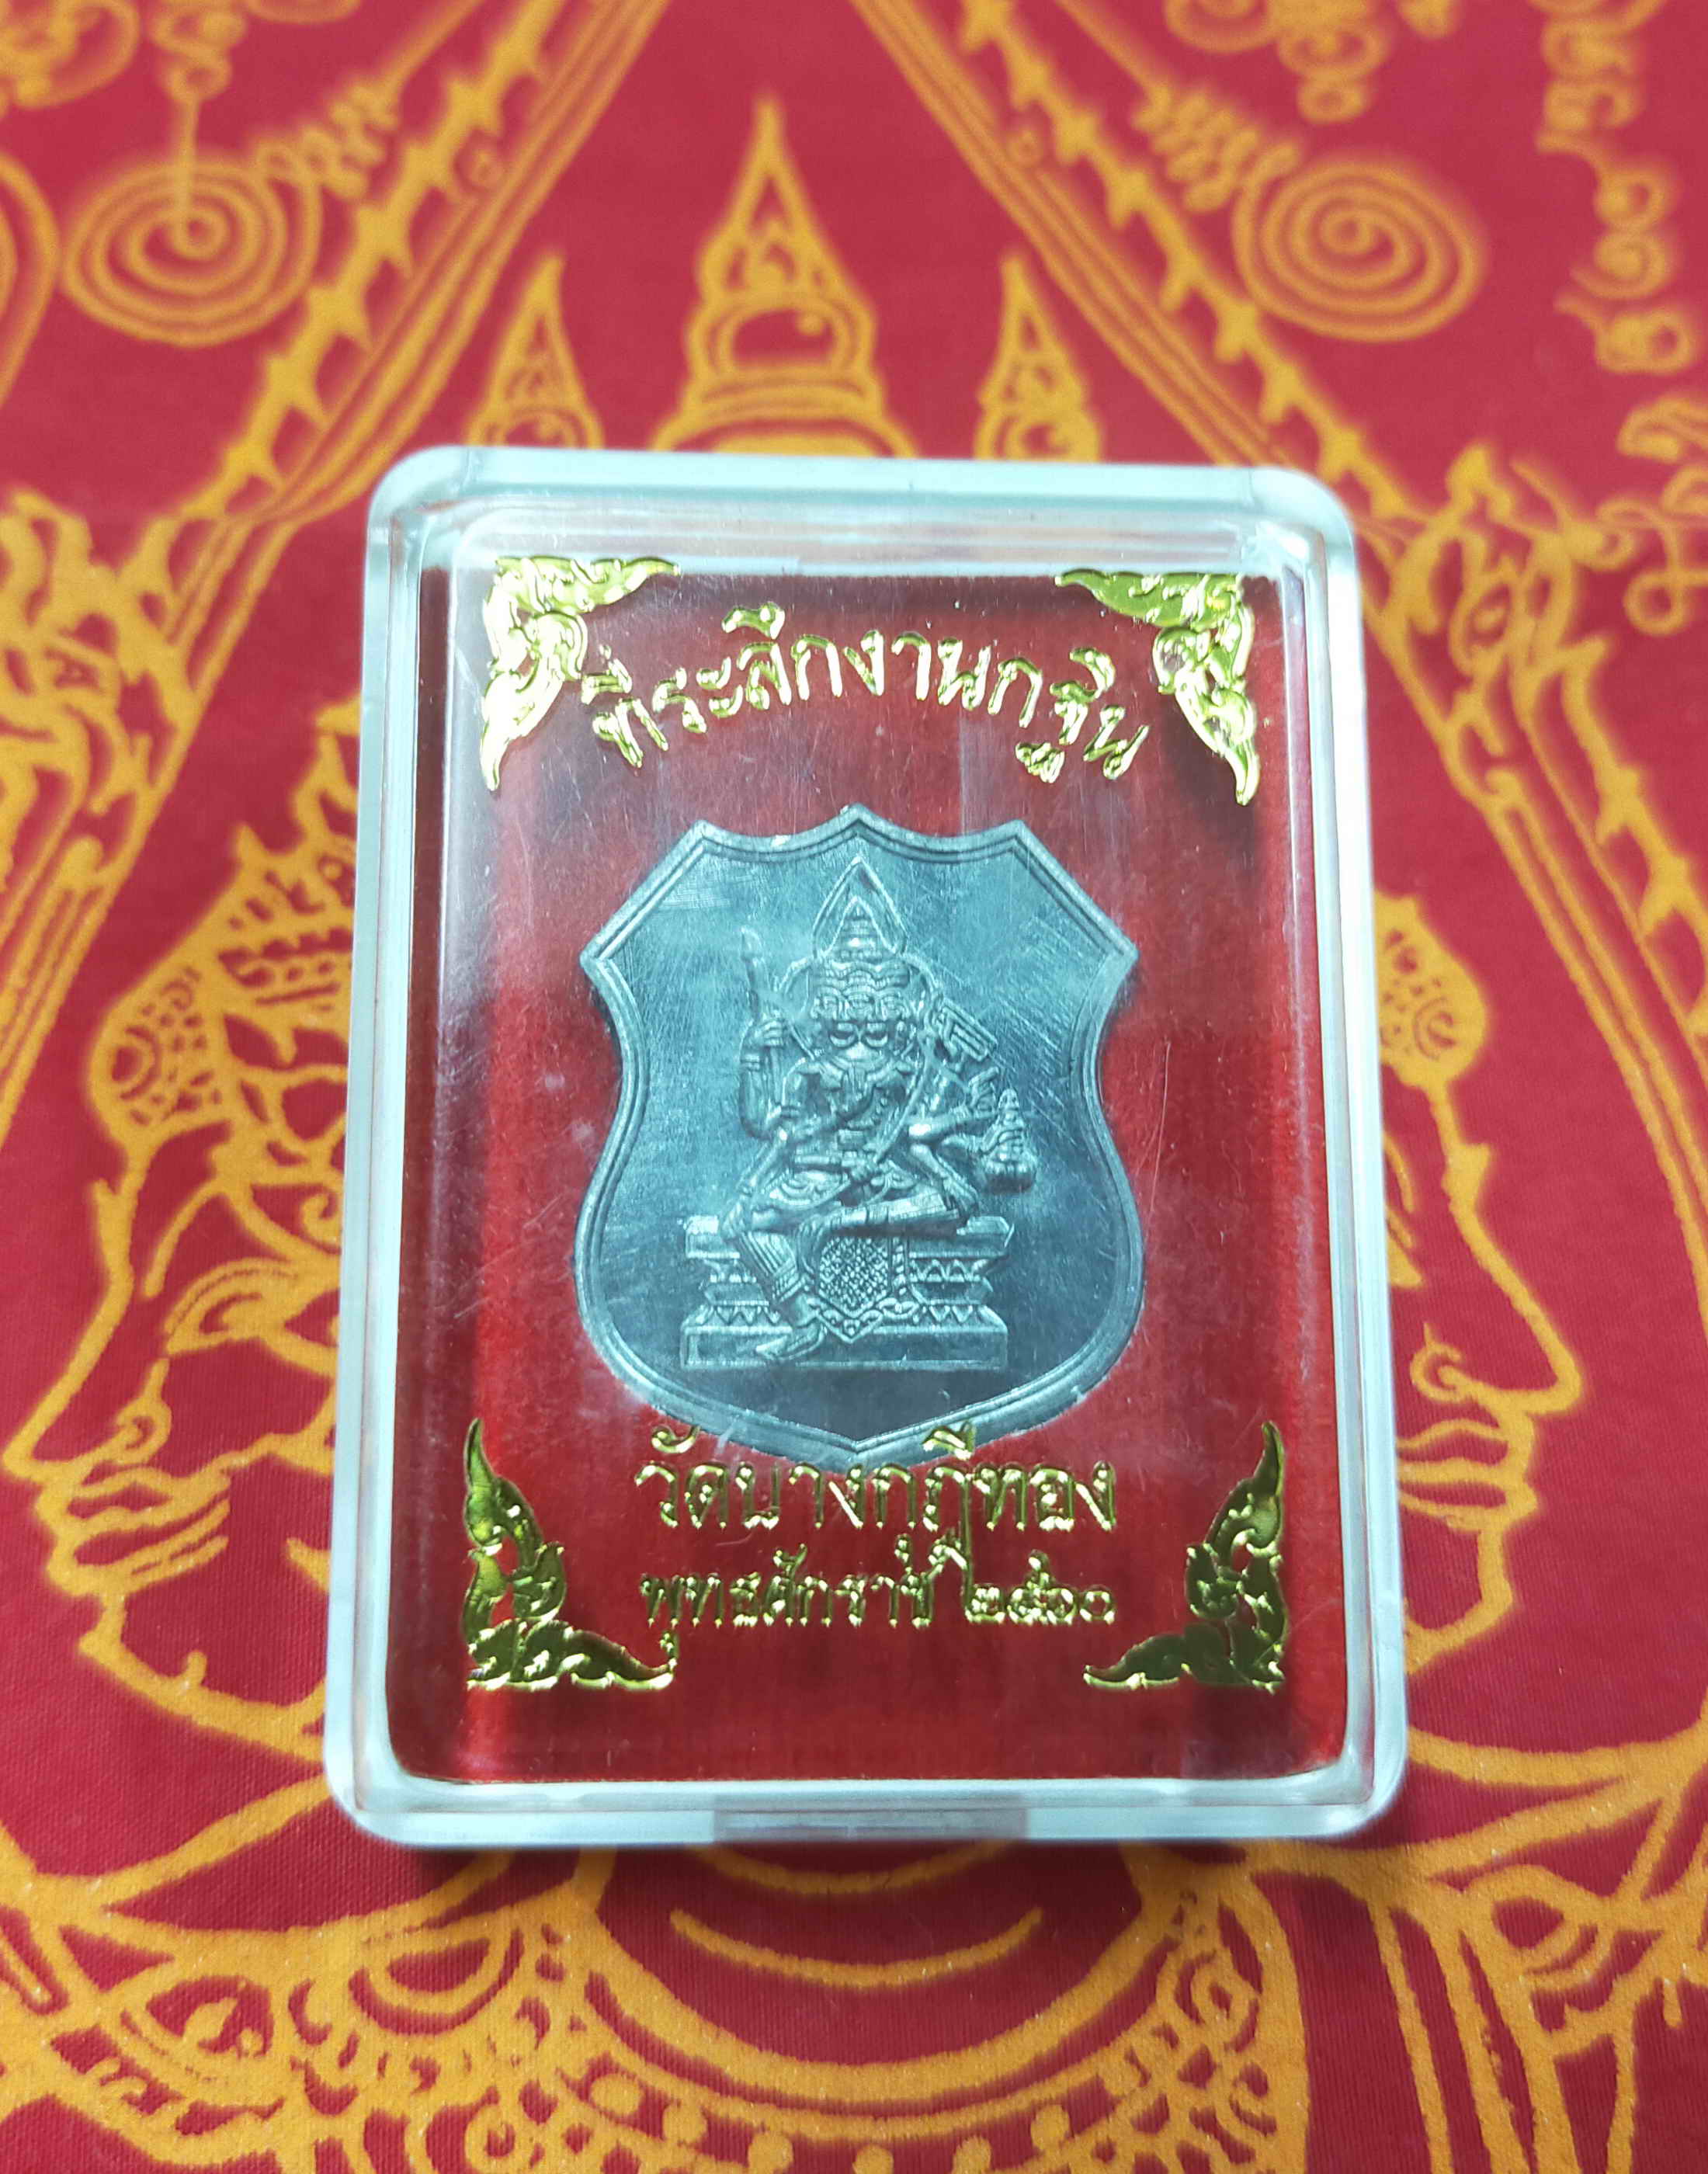 ที่ระลึกงานกฐิน
วัดบางกฎีทอง
พุทธศักราช ๒๕๖๐